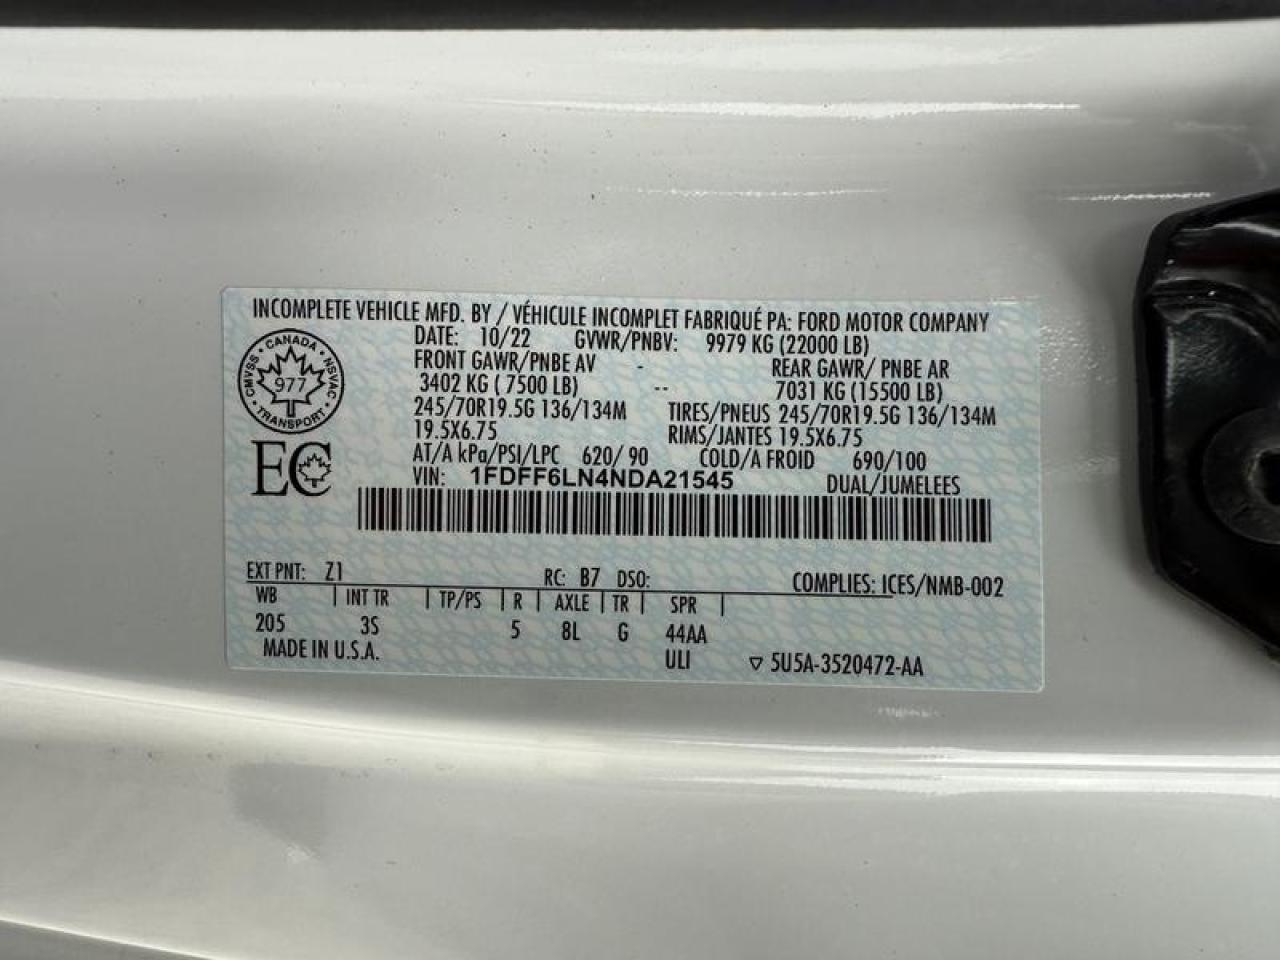 INCOMPLETE VEHICLE MFD. BY / VÉHICULE INCOMPLET FABRIQUÉ PA: FORD MOTOR COMPANY
DATE: 10/22 GVWR/PNBV: 9979 KG (22000 LB)
FRONT GAWR/PNBE AV - REAR GAWR/ PNBE AR
3402 KG ( 7500 LB) -- 7031 KG (15500 LB)
245/70R19.5G 136/134M TIRES/PNEUS 245/70R19.5G 136/134M
19.5X6.75 RIMS/JANTES 19.5X6.75
AT/A kPa/PSI/LPC 620/ 90 COLD/A FROID 690/100
VIN: 1FDFF6LN4NDA21545 DUAL/JUMELEES
CANADA
CMVSS 977 NSVAC
TRANSPORT
EC
EXT PNT: Z1 RC: B7 DSO: COMPLIES: ICES/NMB-002
WB | INT TR | TP/PS | R | AXLE | TR | SPR |
205 3S 5 8L G 44AA
MADE IN U.S.A. ULI ▽ 5U5A-3520472-AA